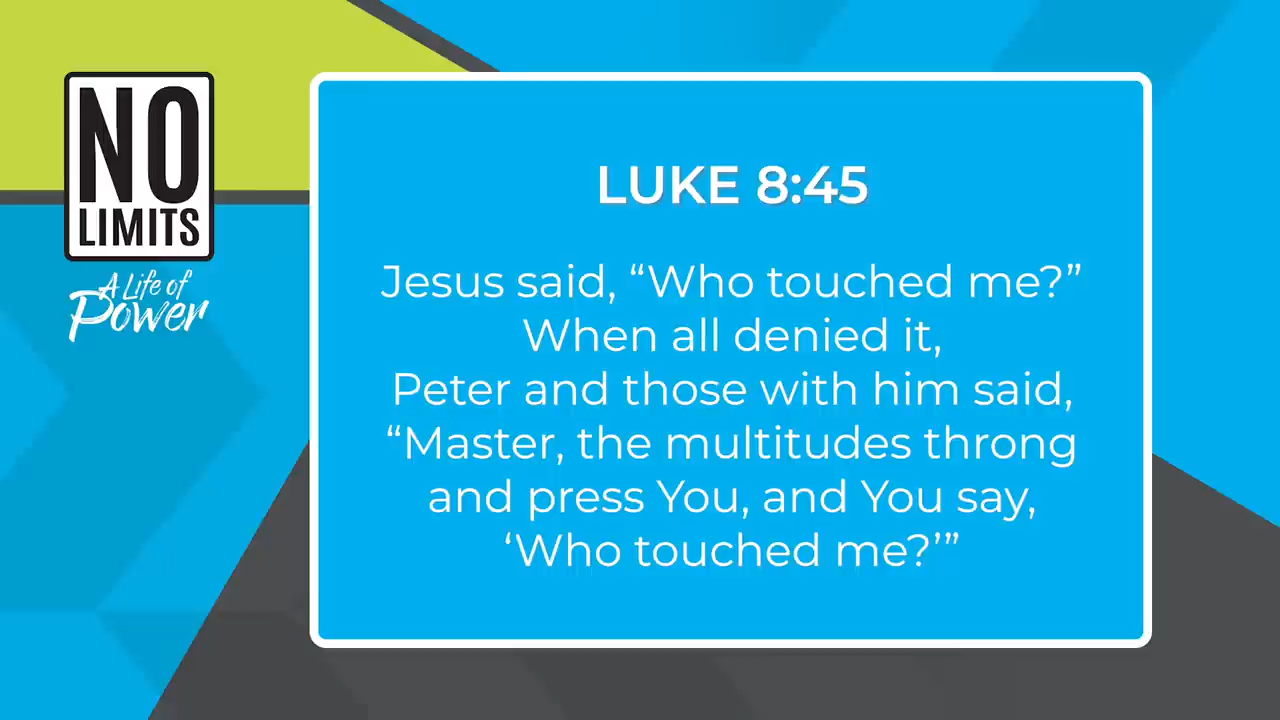 NO
LIMITS
A Life of
Power
LUKE 8:45
Jesus said, “Who touched me?”
When all denied it,
Peter and those with him said,
“Master, the multitudes throng
and press You, and You say,
‘Who touched me?’”